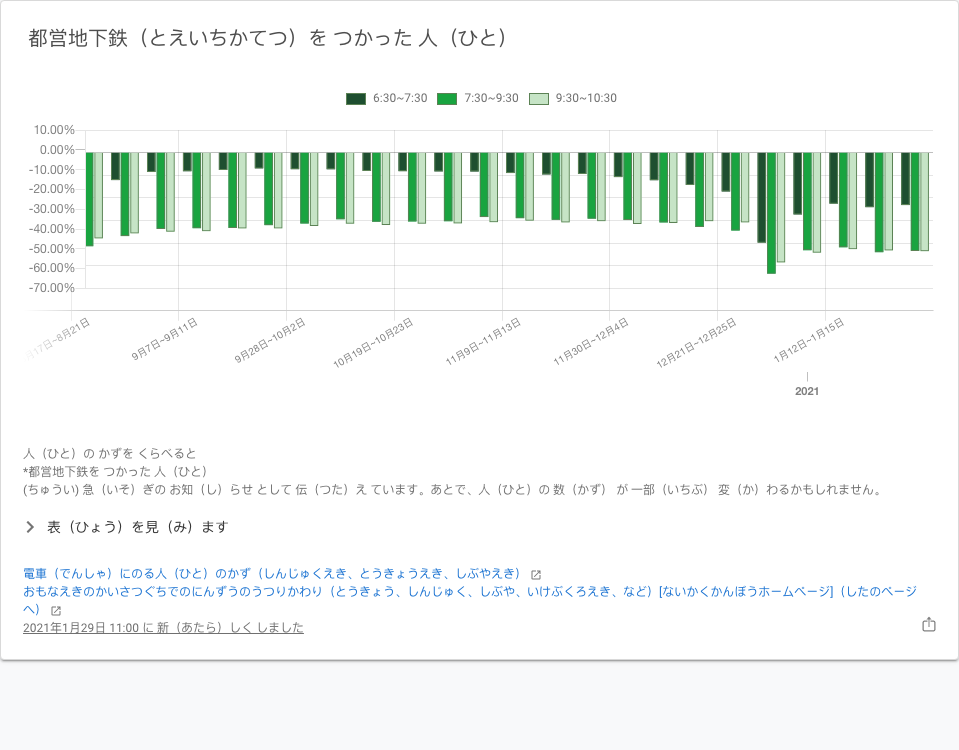 都営地下鉄（とえいちかてつ）を つかった 人（ひと）
6:30~7:30 7:30~9:30 9:30~10:30
10.00%
0.00%
-10.00%
-20.00%
-30.00%
-40.00%
-50.00%
-60.00%
-70.00%
17日~8月21日
9月7日~9月11日
9月28日~10月2日
10月19日~10月23日
11月9日~11月13日
11月30日~12月4日
12月21日~12月25日
1月12日~1月15日
2021
人（ひと）の かずを くらべると
*都営地下鉄を つかった 人（ひと）
(ちゅうい) 急（いそ）ぎの お知（し）らせ として 伝（つた）え ています。あとで、人（ひと）の 数（かず） が 一部（いちぶ） 変（か）わるかもしれません。
表（ひょう）を見（み）ます
電車（でんしゃ）にのる人（ひと）のかず（しんじゅくえき、とうきょうえき、しぶやえき）
おもなえきのかいさつぐちでのにんずうのうつりかわり（とうきょう、しんじゅく、しぶや、いけぶくろえき、など）[ないかくかんぼうホームページ]（したのページ
へ）
2021年1月29日 11:00 に 新（あたら）しく しました